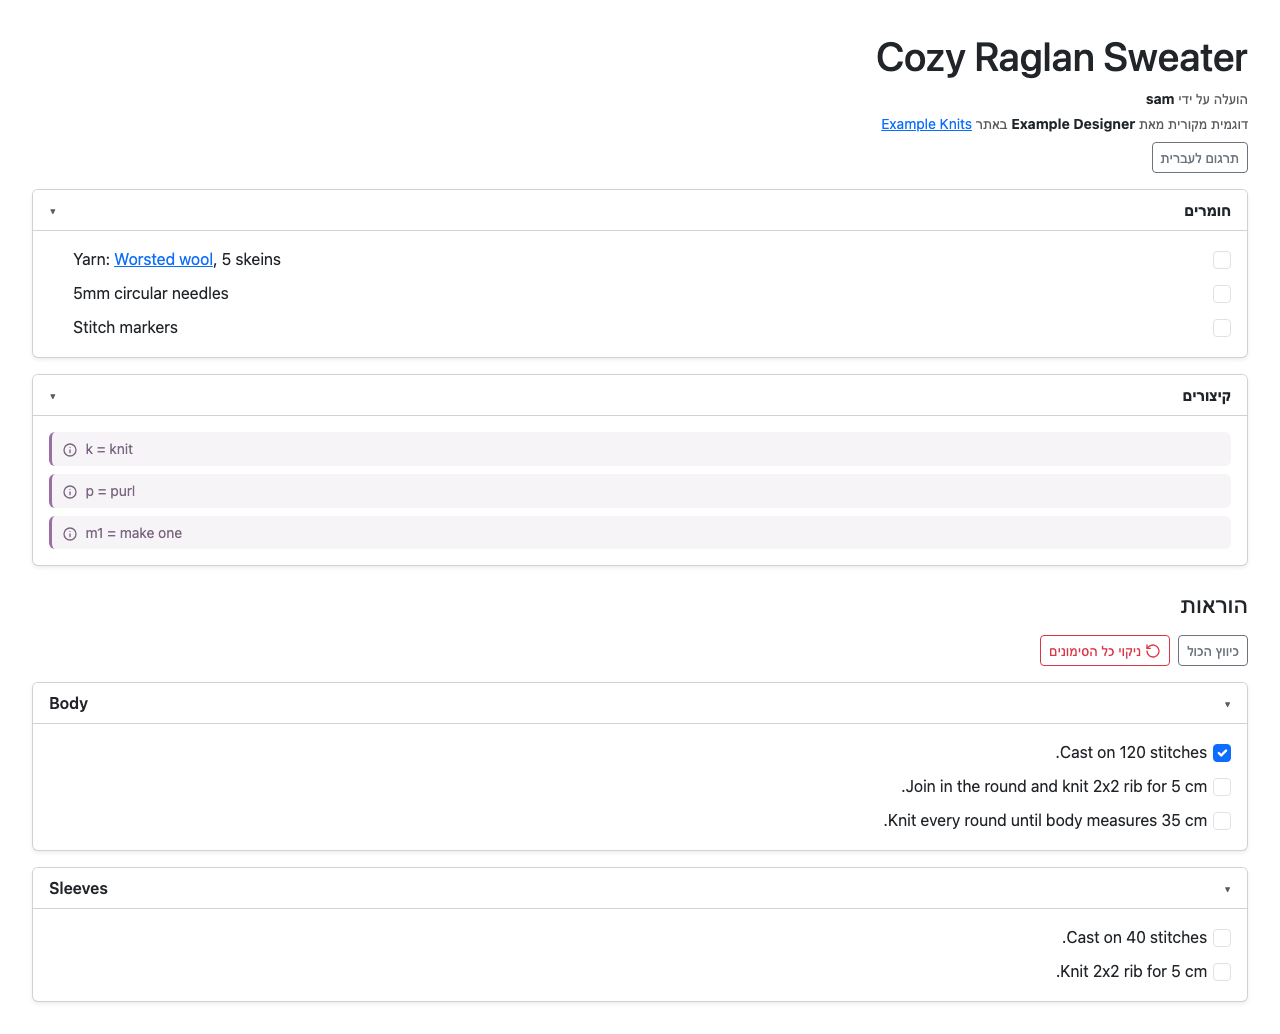 Cozy Raglan Sweater
הועלה על ידי sam
דוגמית מקורית מאת Example Designer באתר Example Knits
תרגום לעברית
חומרים
Yarn: Worsted wool, 5 skeins
5mm circular needles
Stitch markers
קיצורים
k = knit
p = purl
m1 = make one
הוראות
כיווץ הכול
ניקוי כל הסימונים
Body
.Cast on 120 stitches
.Join in the round and knit 2x2 rib for 5 cm
.Knit every round until body measures 35 cm
Sleeves
.Cast on 40 stitches
.Knit 2x2 rib for 5 cm